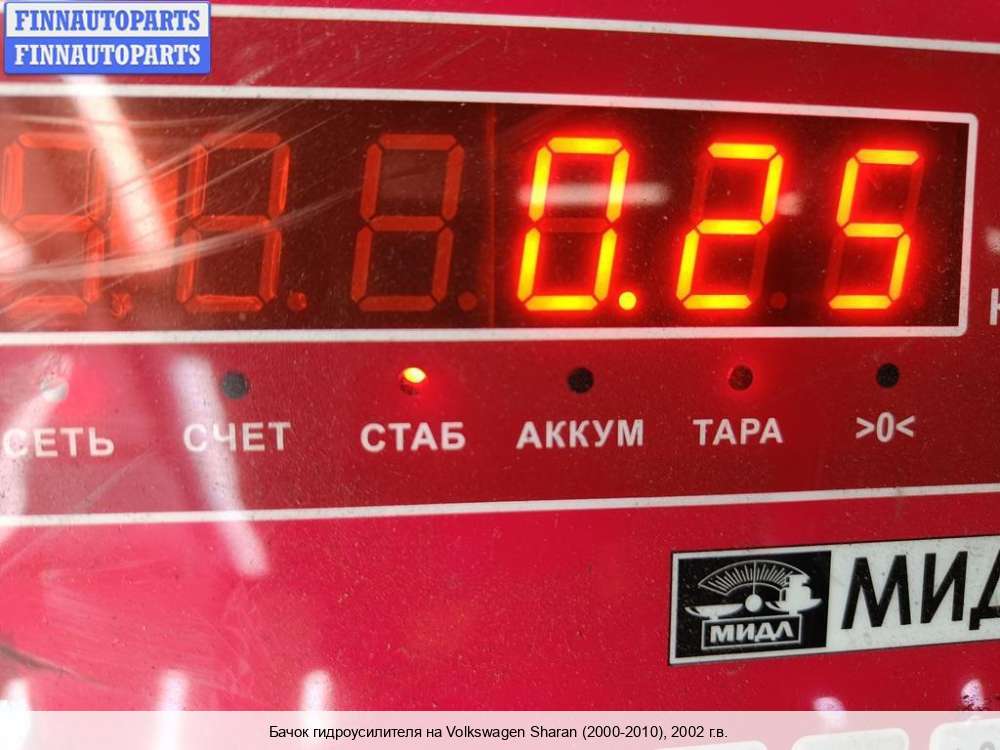 FINNAUTOPARTS
FINNAUTOPARTS
0.25
СЕТЬ СЧЕТ СТАБ АККУМ ТАРА >0<
МИДЛ
Бачок гидроусилителя на Volkswagen Sharan (2000-2010), 2002 г.в.